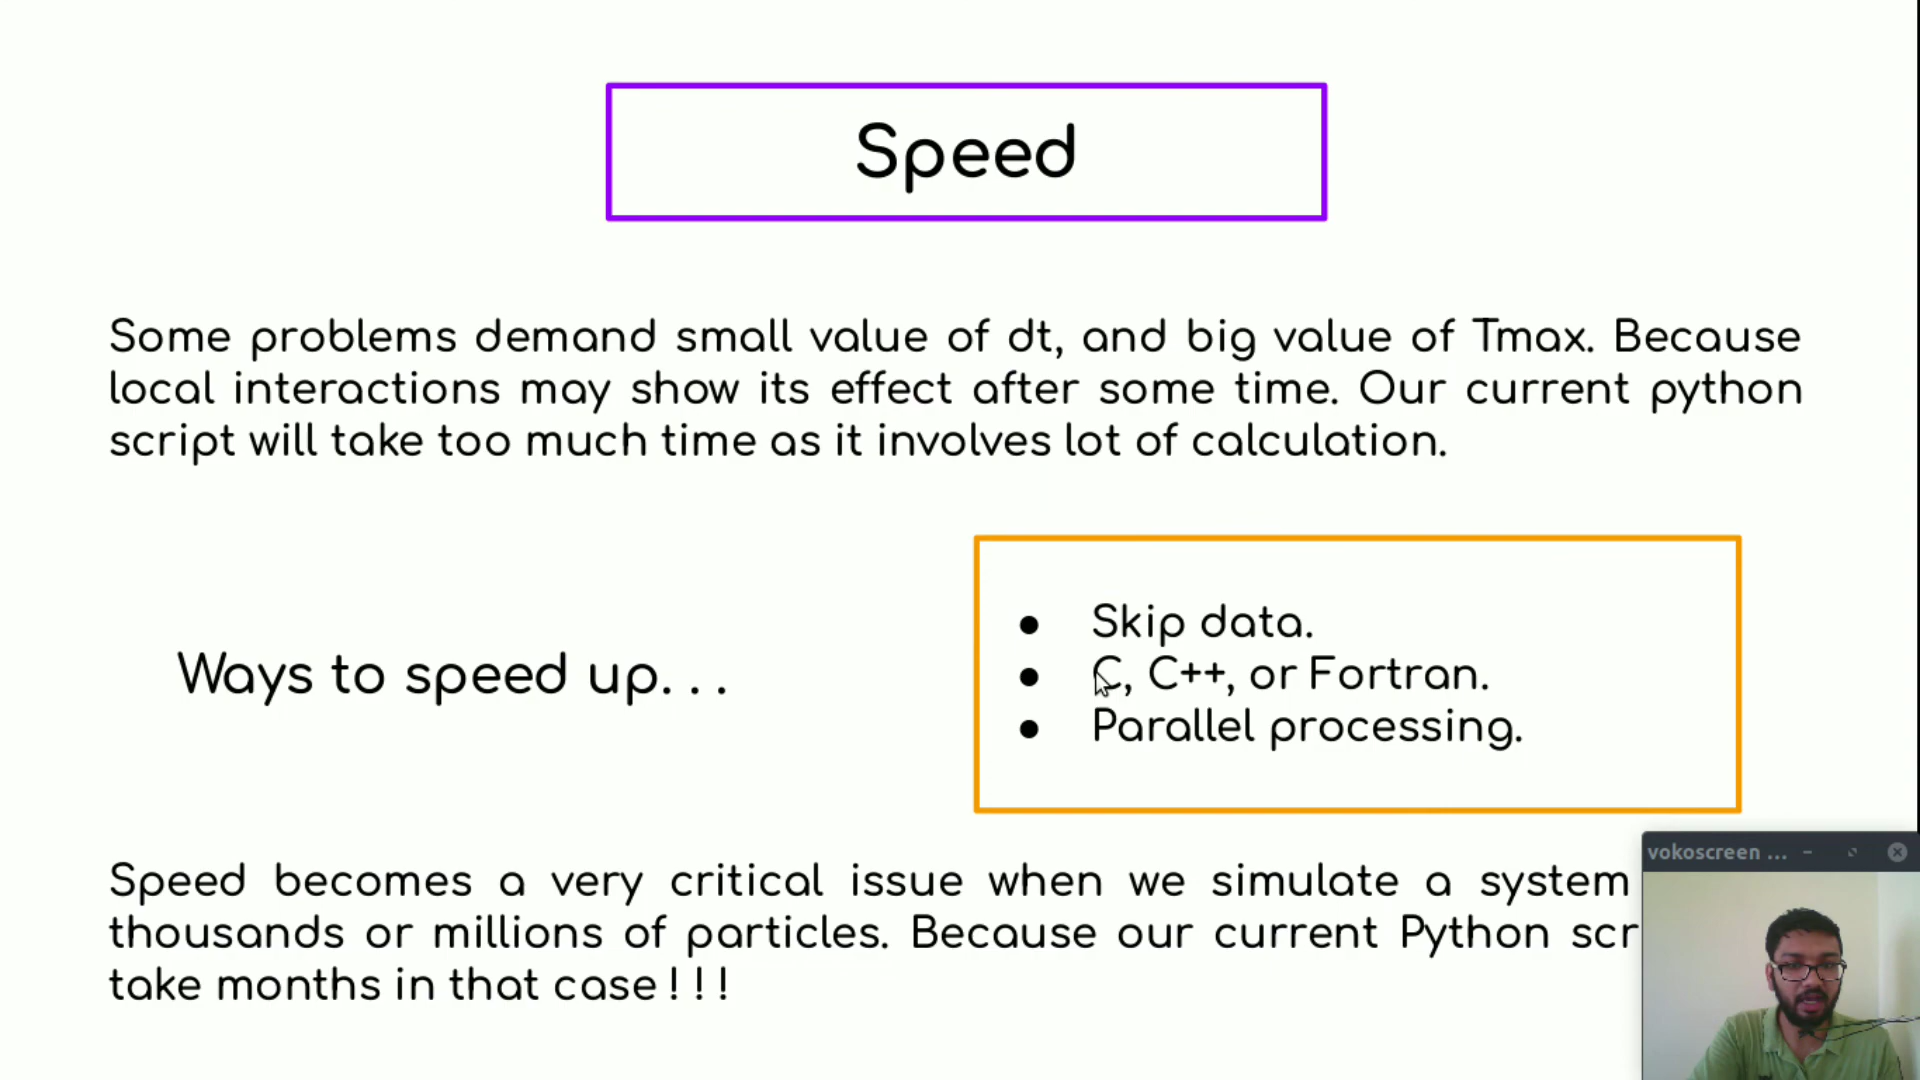 Speed
Some problems demand small value of dt, and big value of Tmax. Because
local interactions may show its effect after some time. Our current python
script will take too much time as it involves lot of calculation.
Ways to speed up. . .
● Skip data.
● C, C++, or Fortran.
● Parallel processing.
vokoscreen ...
Speed becomes a very critical issue when we simulate a system
thousands or millions of particles. Because our current Python scr
take months in that case ! ! !